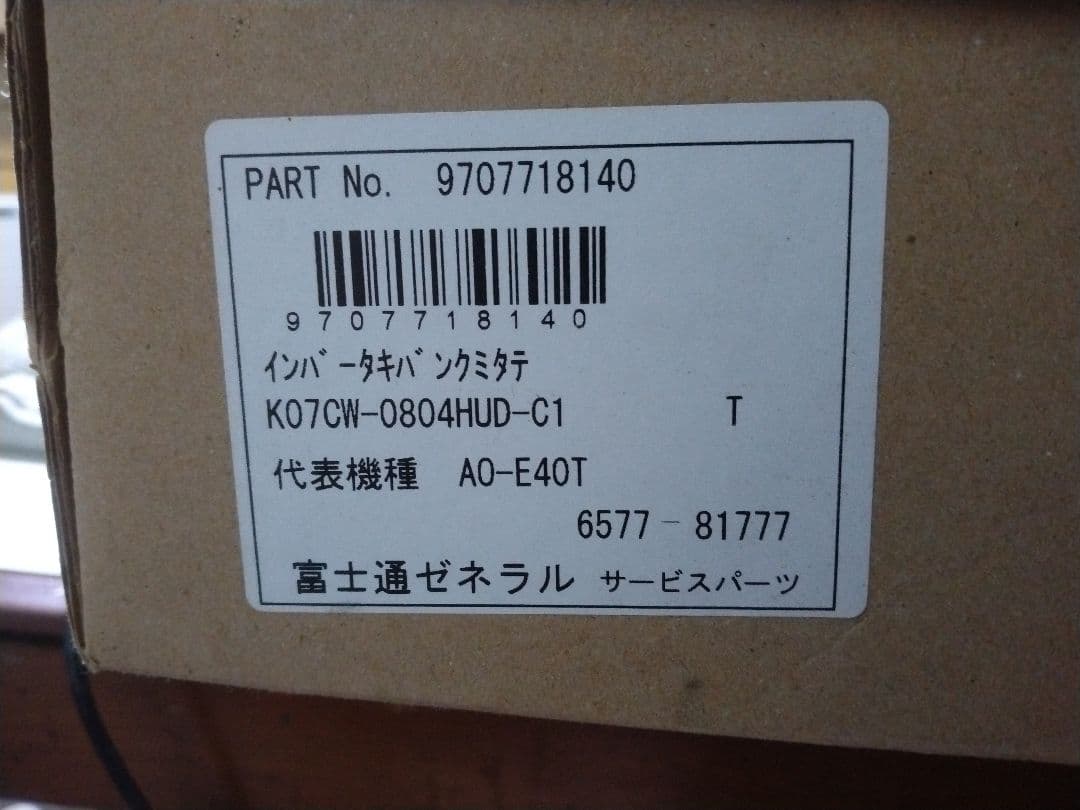 PART No. 9707718140
9707718140
ｲﾝﾊﾞｰﾀｷﾊﾞﾝｸﾐﾀﾃ
K07CW-0804HUD-C1 T
代表機種 AO-E40T
6577-81777
富士通ゼネラル サービスパーツ